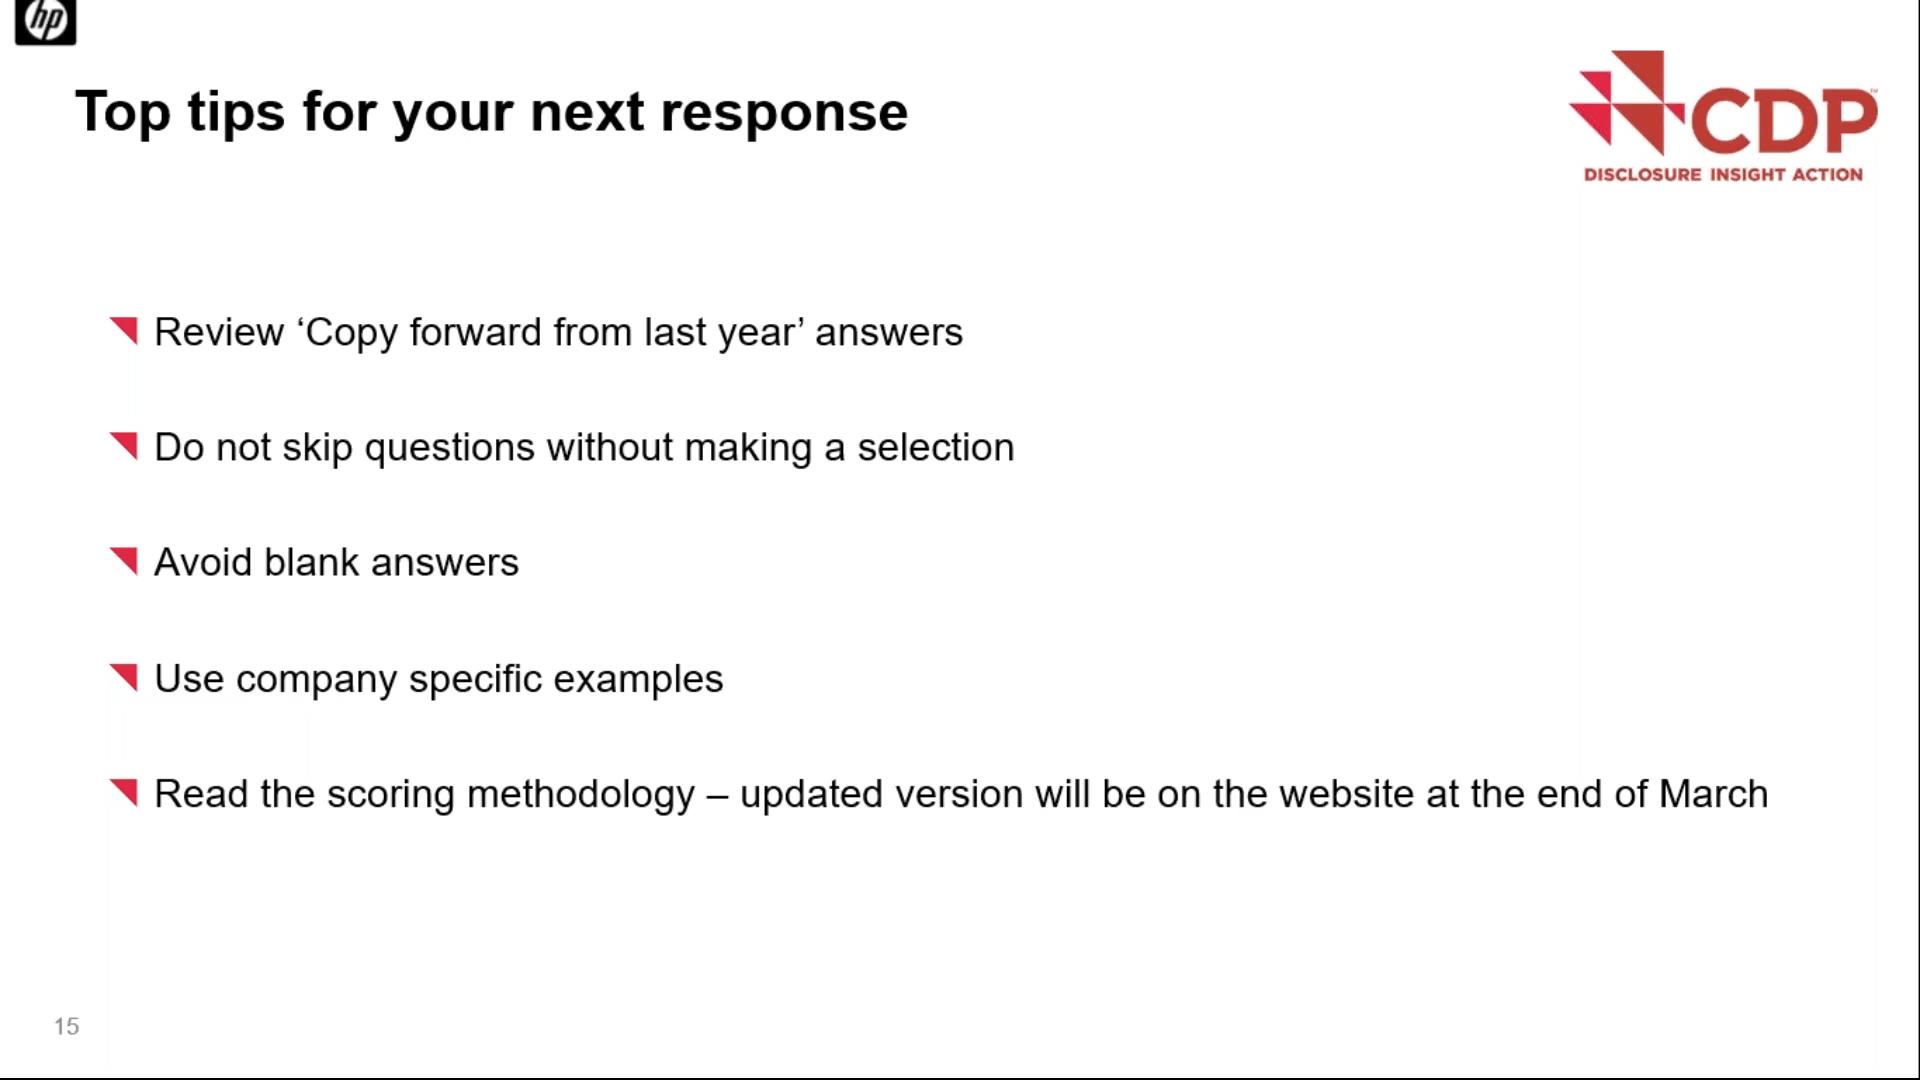 hp
Top tips for your next response
CDP™
DISCLOSURE INSIGHT ACTION
Review ‘Copy forward from last year’ answers
Do not skip questions without making a selection
Avoid blank answers
Use company specific examples
Read the scoring methodology – updated version will be on the website at the end of March
15